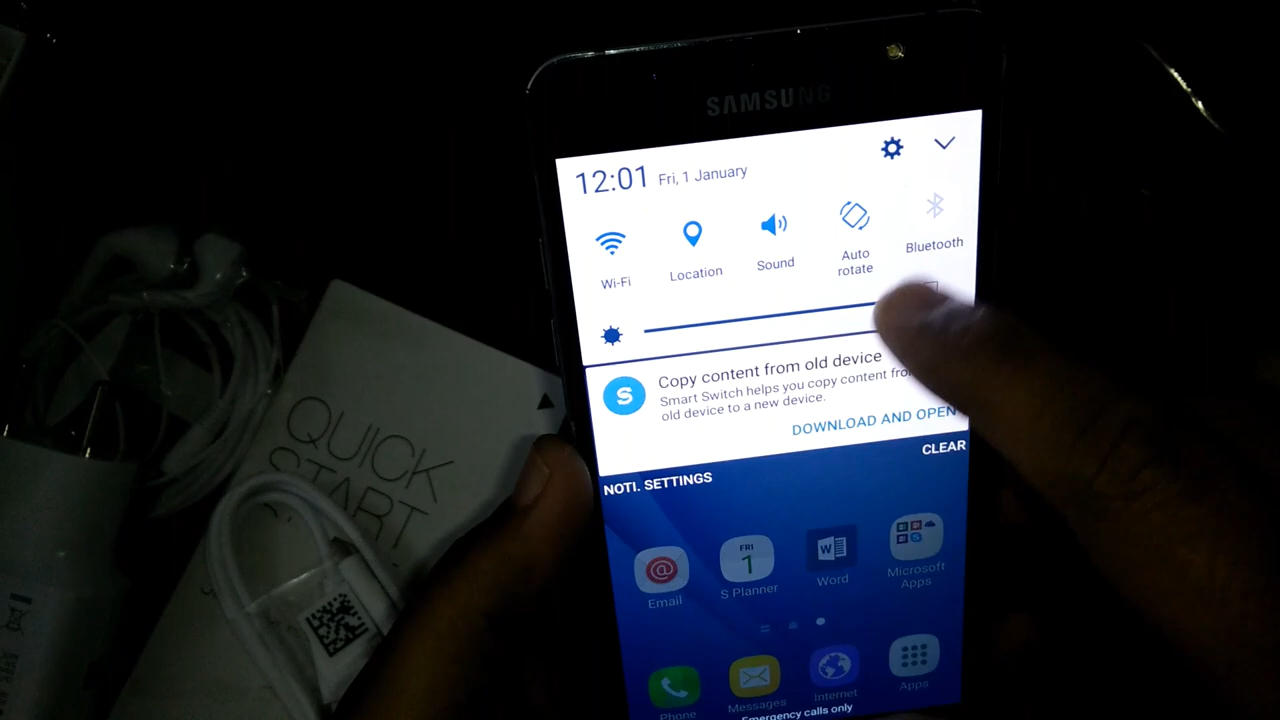 SAMSUNG
12:01 Fri, 1 January
Wi-Fi
Location
Sound
Auto
rotate
Bluetooth
Copy content from old device
Smart Switch helps you copy content from
old device to a new device.
DOWNLOAD AND OPEN
CLEAR
NOTI. SETTINGS
Email
FRI
1
S Planner
Word
Microsoft
Apps
Phone
Messages
Internet
Apps
Emergency calls only
QUICK
START